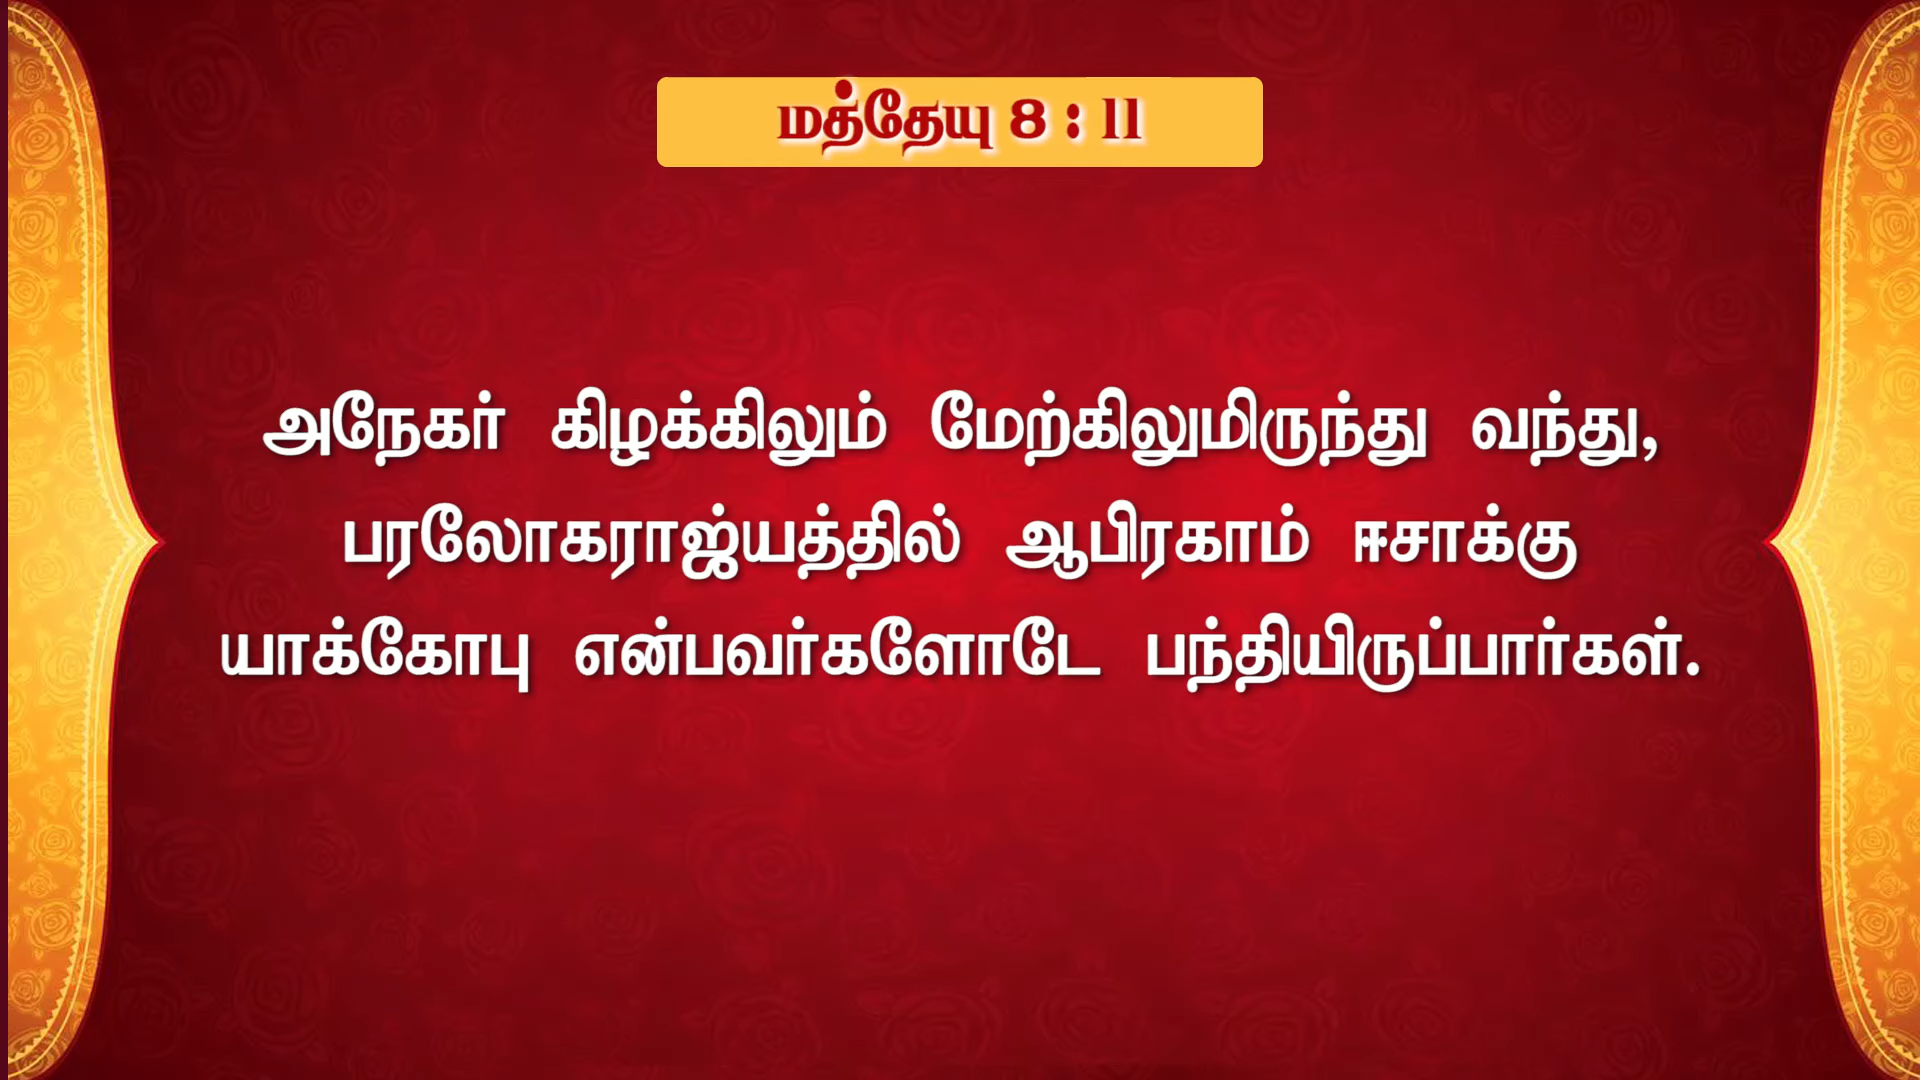 மத்தேயு 8 : 11
அநேகர் கிழக்கிலும் மேற்கிலுமிருந்து வந்து,
பரலோகராஜ்யத்தில் ஆபிரகாம் ஈசாக்கு
யாக்கோபு என்பவர்களோடே பந்தியிருப்பார்கள்.